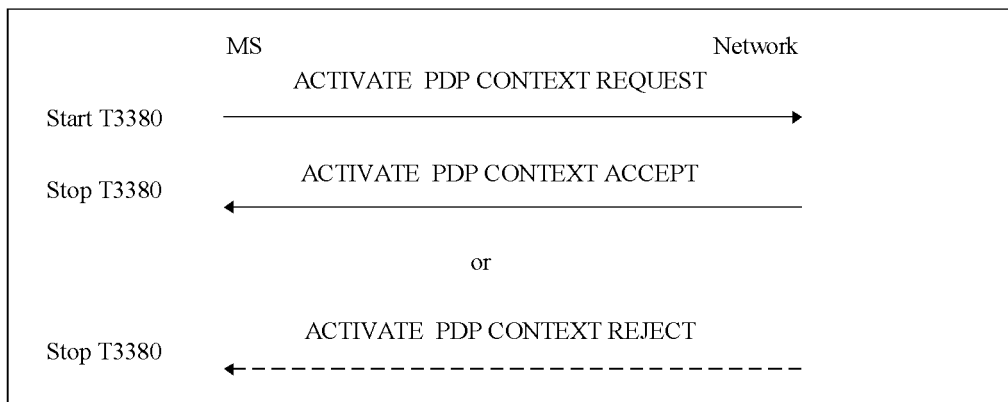 MS Network
ACTIVATE PDP CONTEXT REQUEST
Start T3380
ACTIVATE PDP CONTEXT ACCEPT
Stop T3380
or
ACTIVATE PDP CONTEXT REJECT
Stop T3380